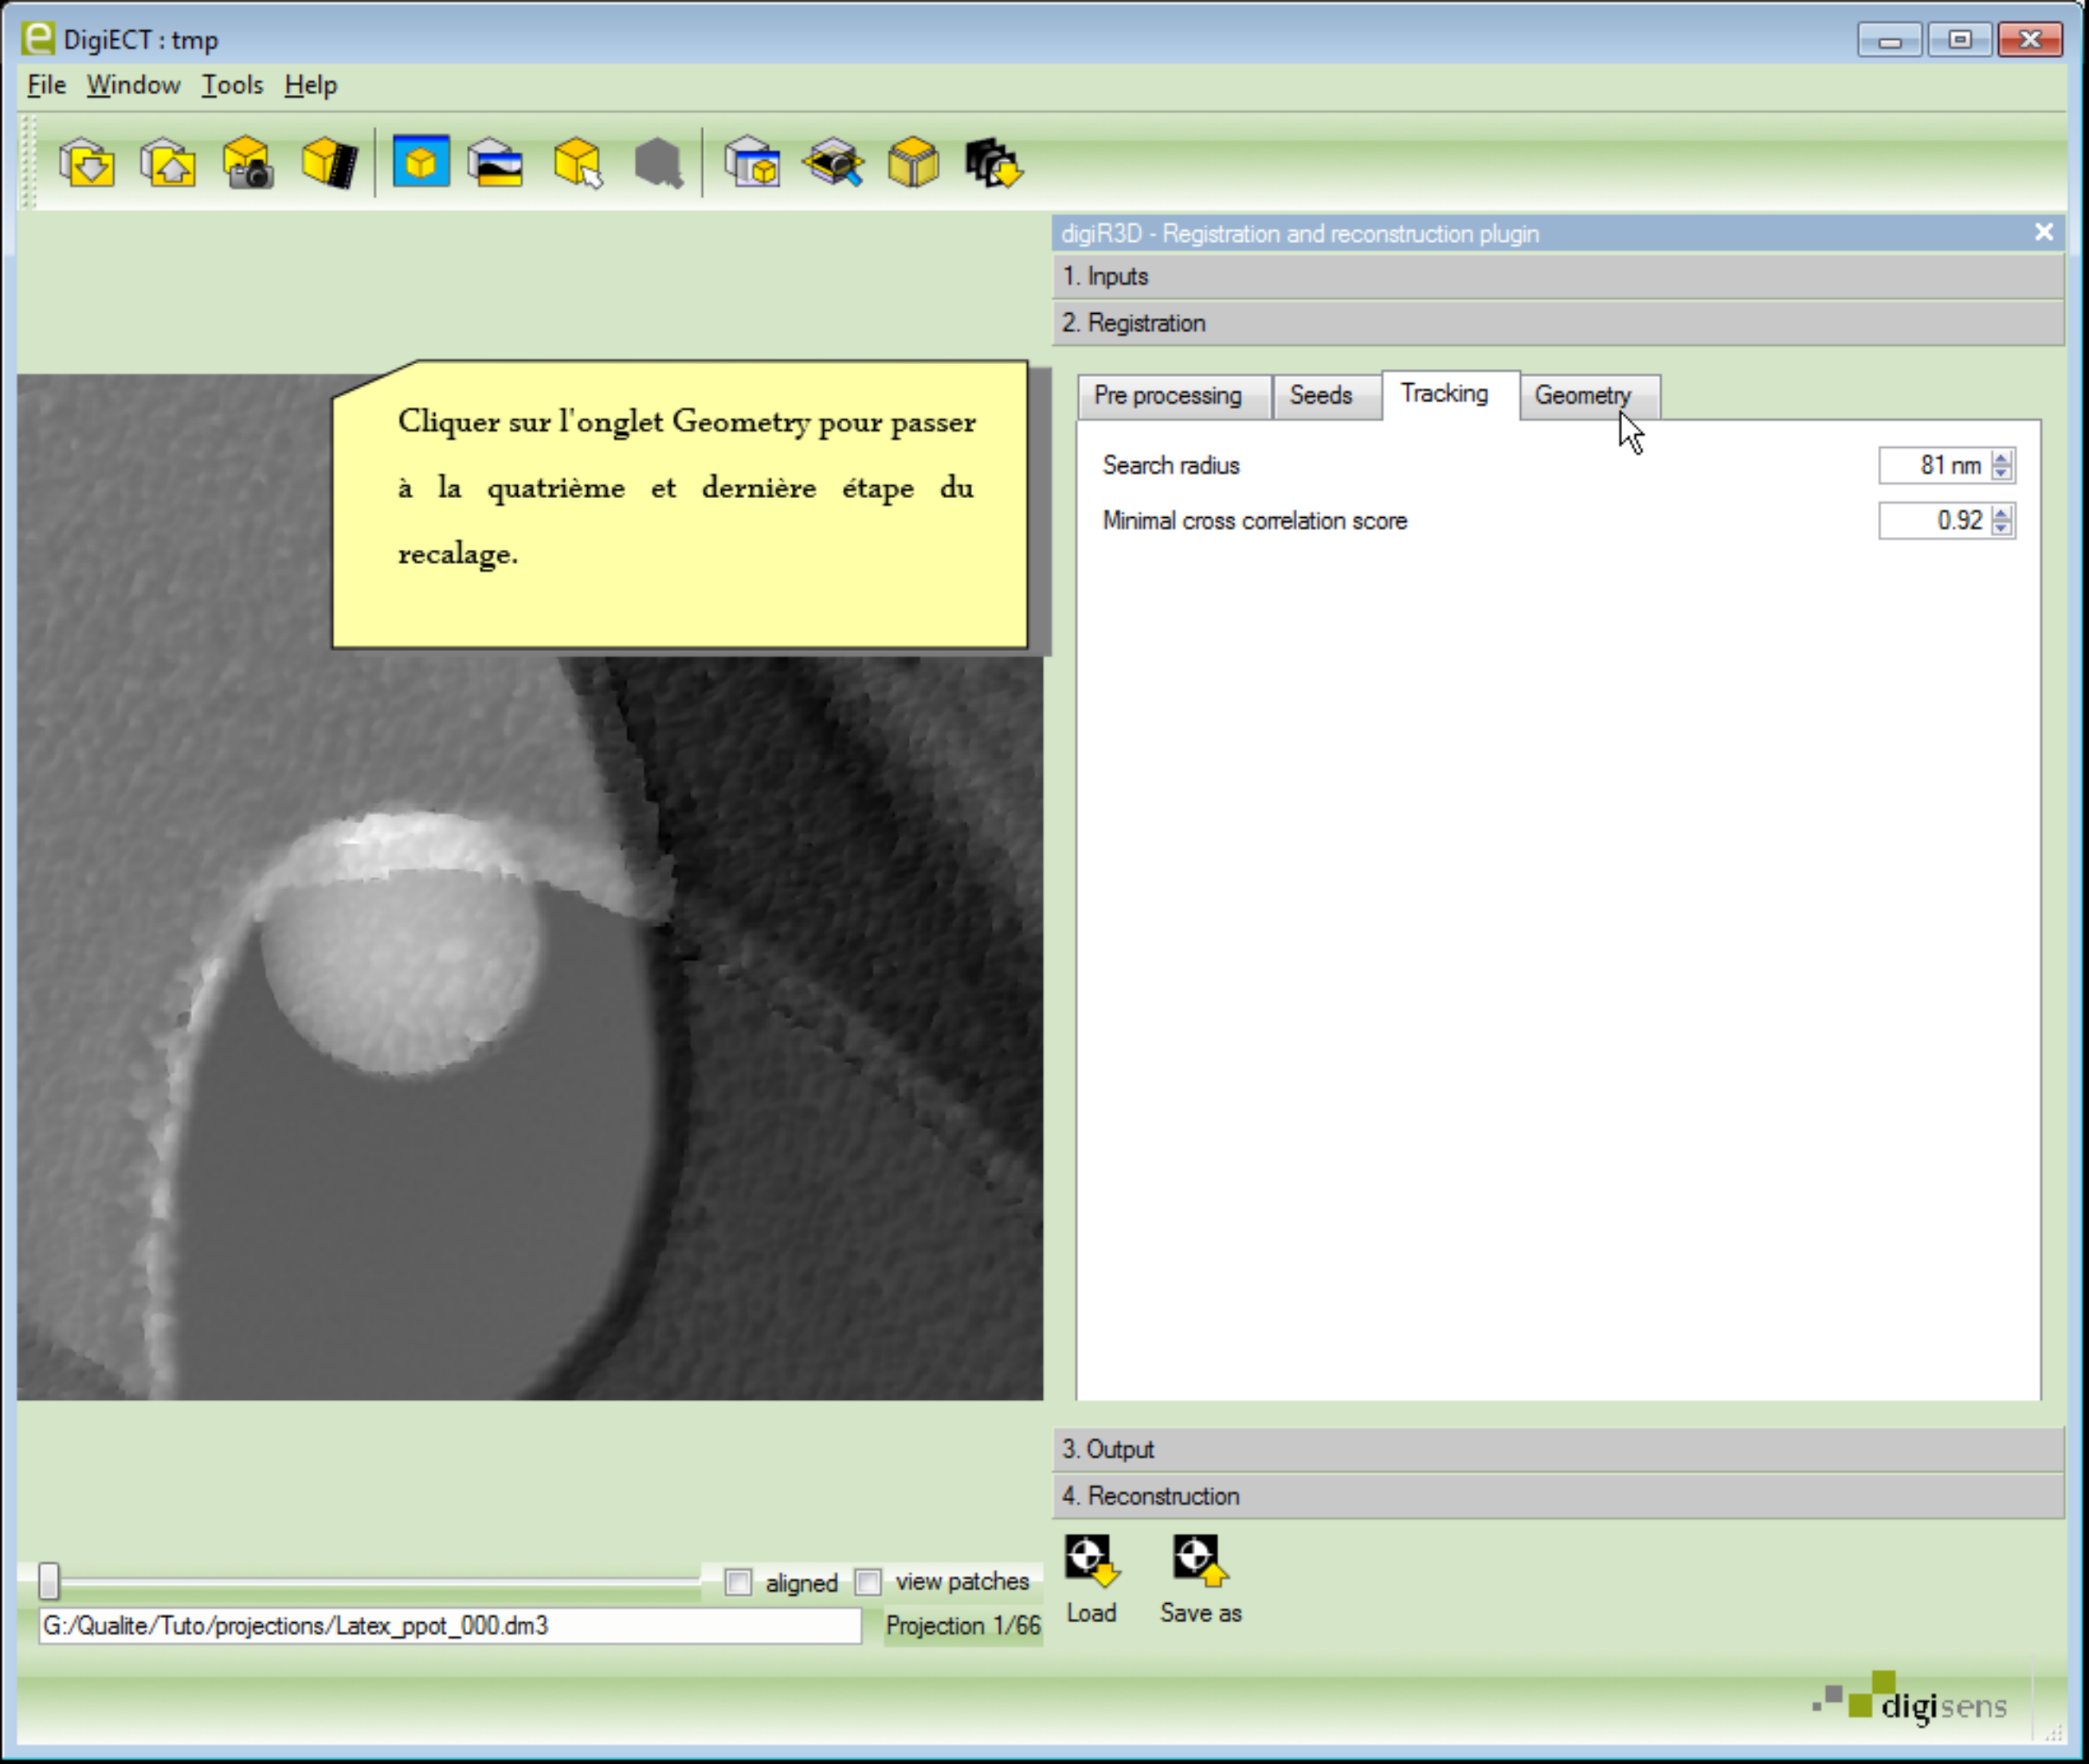 DigiECT : tmp
File Window Tools Help
digiR3D - Registration and reconstruction plugin
1. Inputs
2. Registration
Pre processing Seeds Tracking Geometry
Search radius 81 nm
Minimal cross correlation score 0.92
Cliquer sur l'onglet Geometry pour passer
à la quatrième et dernière étape du
recalage.
3. Output
4. Reconstruction
Load Save as
aligned view patches
G:/Qualite/Tuto/projections/Latex_ppot_000.dm3 Projection 1/66
digisens